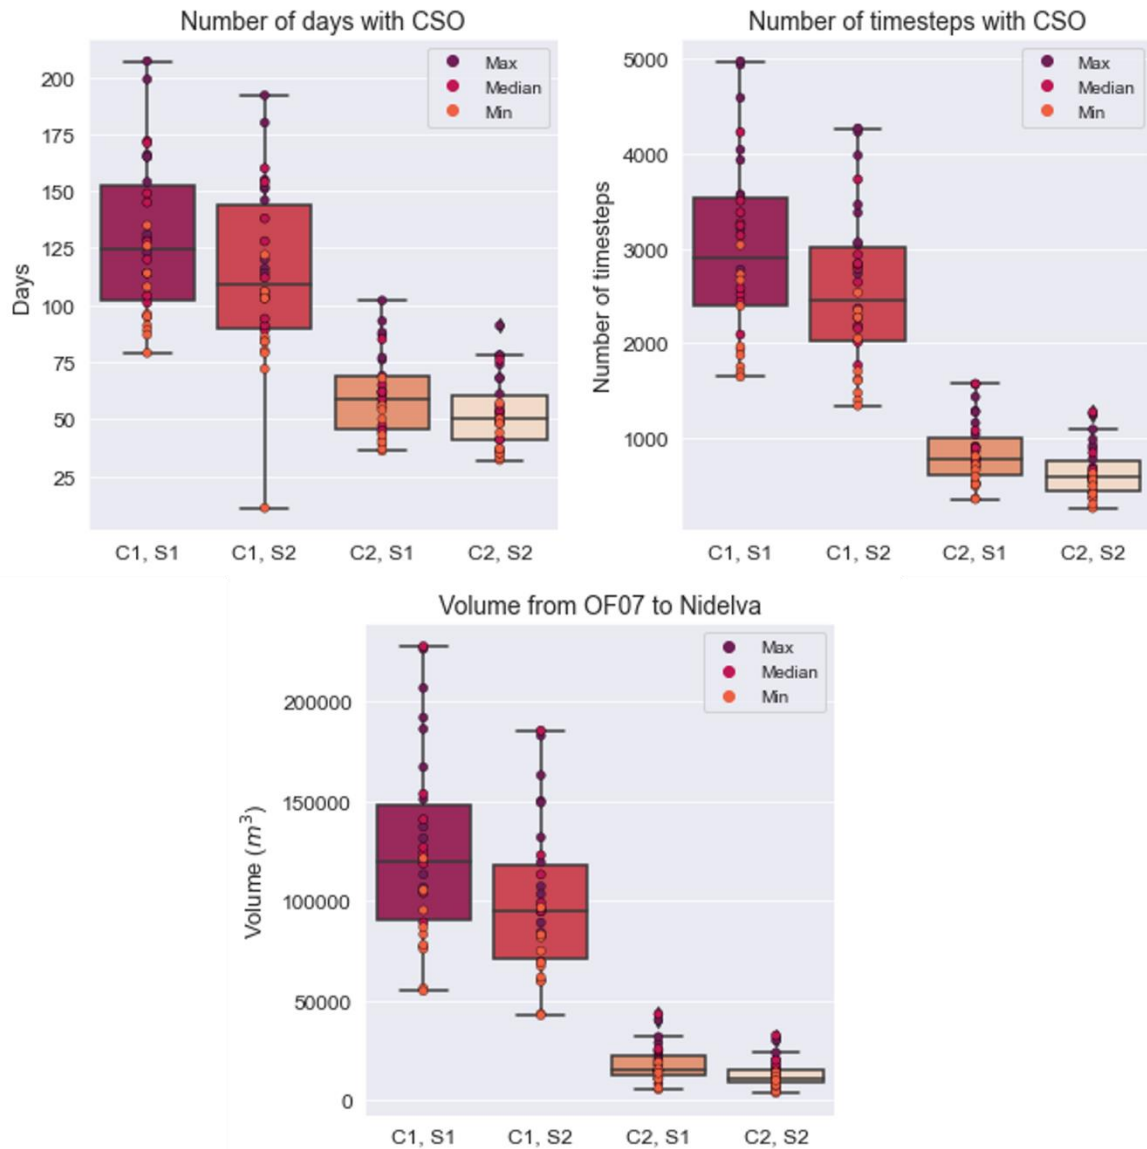 Number of days with CSO
Max
Median
Min
200
175
150
125
100
75
50
25
Days
C1, S1
C1, S2
C2, S1
C2, S2
Number of timesteps with CSO
Max
Median
Min
5000
4000
3000
2000
1000
Number of timesteps
C1, S1
C1, S2
C2, S1
C2, S2
Volume from OF07 to Nidelva
Max
Median
Min
200000
150000
100000
50000
0
Volume (m³)
C1, S1
C1, S2
C2, S1
C2, S2